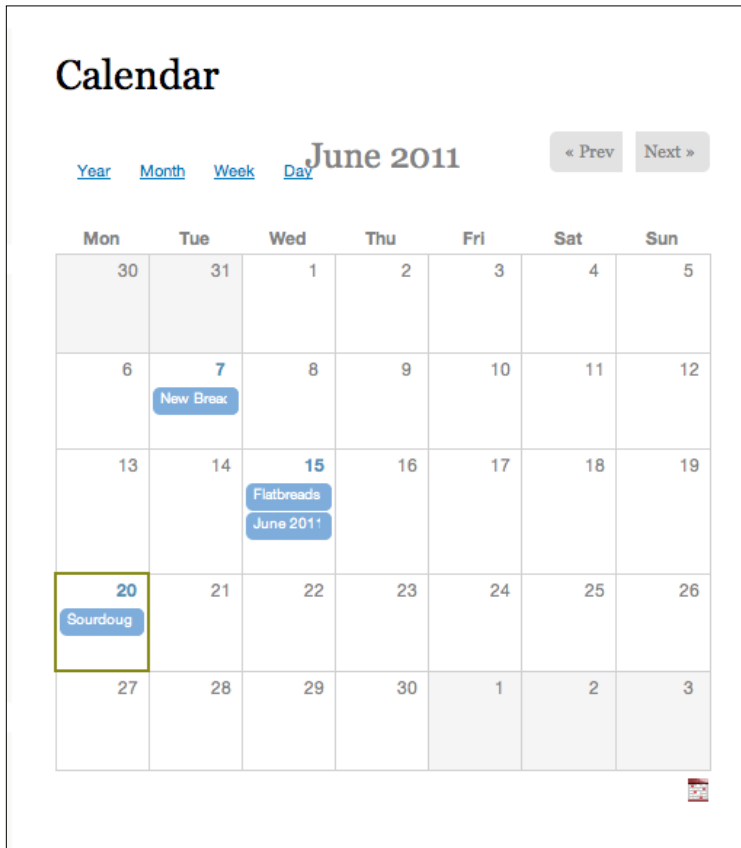 Calendar
June 2011
« Prev Next »
Year Month Week Day
Mon Tue Wed Thu Fri Sat Sun
30 31 1 2 3 4 5
6 7 8 9 10 11 12
New Breac
13 14 15 16 17 18 19
Flatbreads
June 2011
20 21 22 23 24 25 26
Sourdoug
27 28 29 30 1 2 3